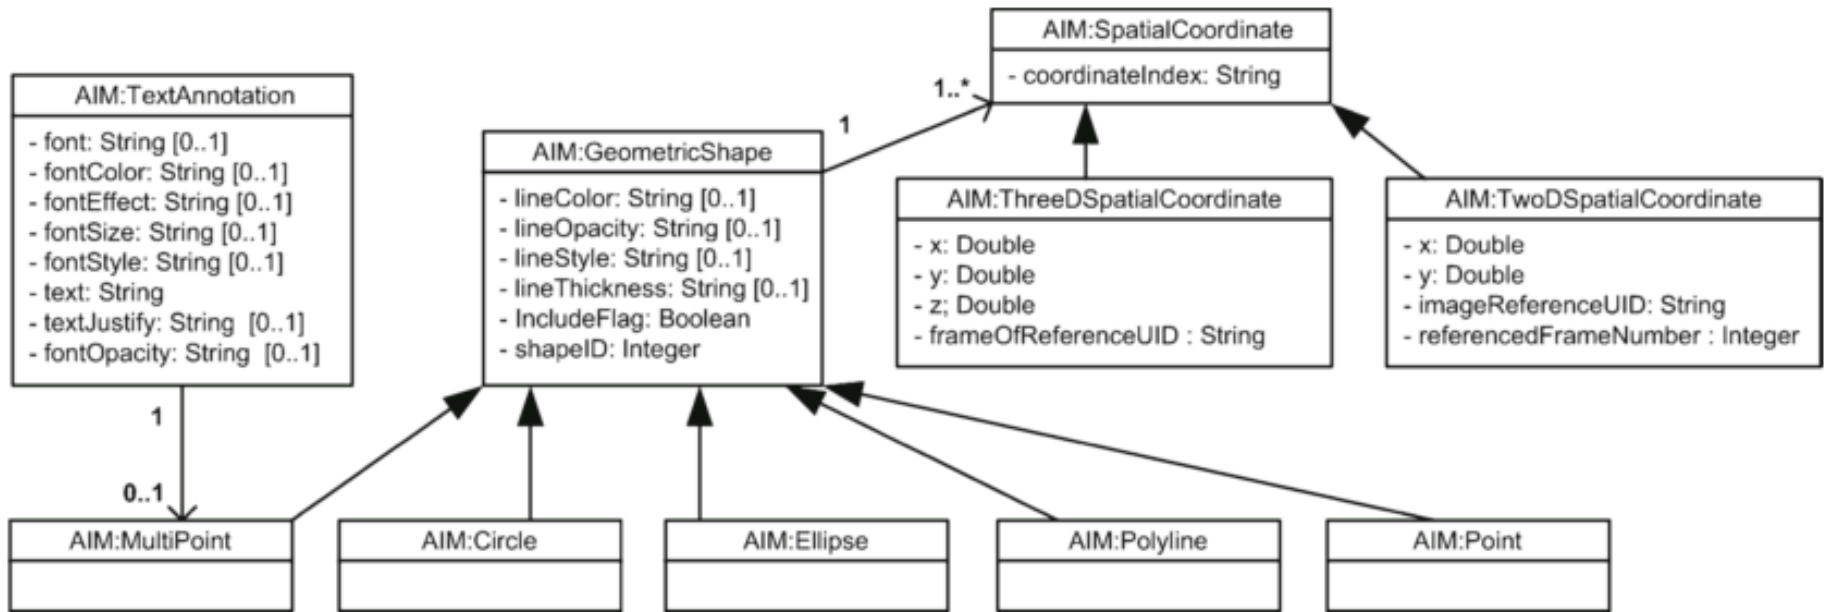 AIM:SpatialCoordinate
- coordinateIndex: String
1..*
1
AIM:TextAnnotation
- font: String [0..1]
- fontColor: String [0..1]
- fontEffect: String [0..1]
- fontSize: String [0..1]
- fontStyle: String [0..1]
- text: String
- textJustify: String [0..1]
- fontOpacity: String [0..1]
1
0..1
AIM:GeometricShape
- lineColor: String [0..1]
- lineOpacity: String [0..1]
- lineStyle: String [0..1]
- lineThickness: String [0..1]
- IncludeFlag: Boolean
- shapeID: Integer
AIM:ThreeDSpatialCoordinate
- x: Double
- y: Double
- z; Double
- frameOfReferenceUID : String
AIM:TwoDSpatialCoordinate
- x: Double
- y: Double
- imageReferenceUID: String
- referencedFrameNumber : Integer
AIM:MultiPoint
AIM:Circle
AIM:Ellipse
AIM:Polyline
AIM:Point